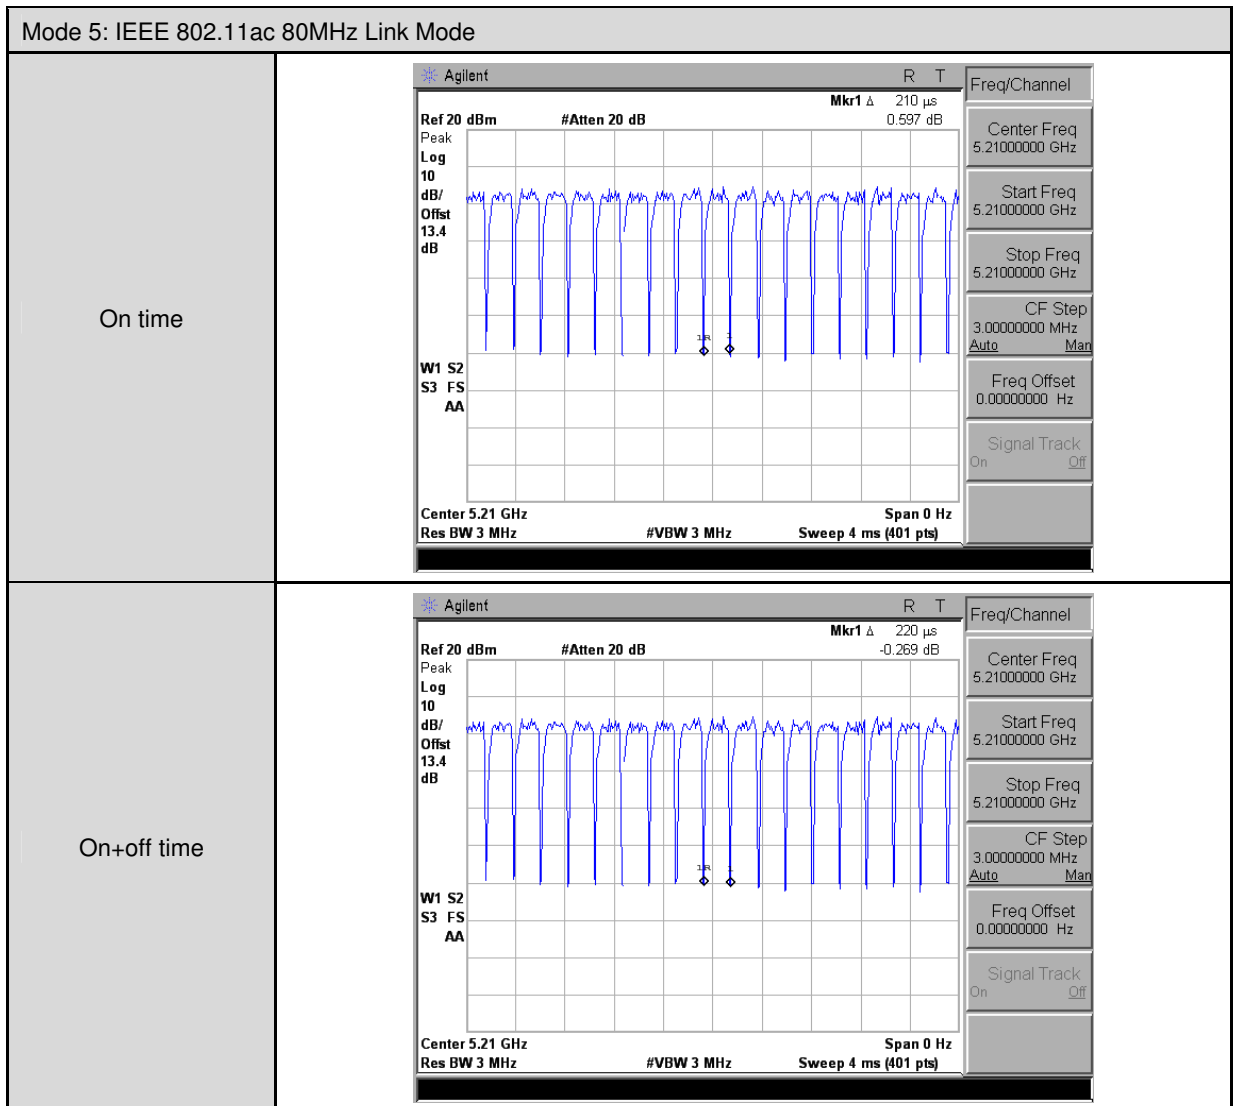 Mode 5: IEEE 802.11ac 80MHz Link Mode
On time
Agilent R T
Mkr1 Δ 210 µs
Ref 20 dBm #Atten 20 dB 0.597 dB
Peak
Log
10
dB/
Offst
13.4
dB
1R 1
W1 S2
S3 FS
AA
Center 5.21 GHz Span 0 Hz
Res BW 3 MHz #VBW 3 MHz Sweep 4 ms (401 pts)
Freq/Channel
Center Freq
5.21000000 GHz
Start Freq
5.21000000 GHz
Stop Freq
5.21000000 GHz
CF Step
3.00000000 MHz
Auto Man
Freq Offset
0.00000000 Hz
Signal Track
On Off
On+off time
Agilent R T
Mkr1 Δ 220 µs
Ref 20 dBm #Atten 20 dB -0.269 dB
Peak
Log
10
dB/
Offst
13.4
dB
1R 1
W1 S2
S3 FS
AA
Center 5.21 GHz Span 0 Hz
Res BW 3 MHz #VBW 3 MHz Sweep 4 ms (401 pts)
Freq/Channel
Center Freq
5.21000000 GHz
Start Freq
5.21000000 GHz
Stop Freq
5.21000000 GHz
CF Step
3.00000000 MHz
Auto Man
Freq Offset
0.00000000 Hz
Signal Track
On Off